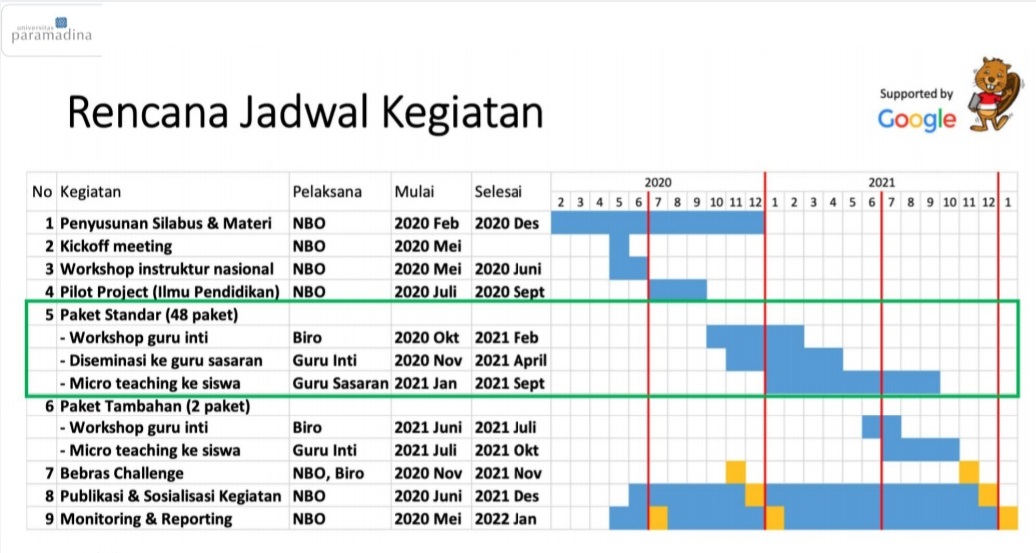 universitas
paramadina
Rencana Jadwal Kegiatan
Supported by
Google
No Kegiatan Pelaksana Mulai Selesai 2020 2021
2 3 4 5 6 7 8 9 10 11 12 1 2 3 4 5 6 7 8 9 10 11 12 1
1 Penyusunan Silabus & Materi NBO 2020 Feb 2020 Des
2 Kickoff meeting NBO 2020 Mei
3 Workshop instruktur nasional NBO 2020 Mei 2020 Juni
4 Pilot Project (Ilmu Pendidikan) NBO 2020 Juli 2020 Sept
5 Paket Standar (48 paket)
- Workshop guru inti Biro 2020 Okt 2021 Feb
- Diseminasi ke guru sasaran Guru Inti 2020 Nov 2021 April
- Micro teaching ke siswa Guru Sasaran 2021 Jan 2021 Sept
6 Paket Tambahan (2 paket)
- Workshop guru inti Biro 2021 Juni 2021 Juli
- Micro teaching ke siswa Guru Inti 2021 Juli 2021 Okt
7 Bebras Challenge NBO, Biro 2020 Nov 2021 Nov
8 Publikasi & Sosialisasi Kegiatan NBO 2020 Juni 2021 Des
9 Monitoring & Reporting NBO 2020 Mei 2022 Jan